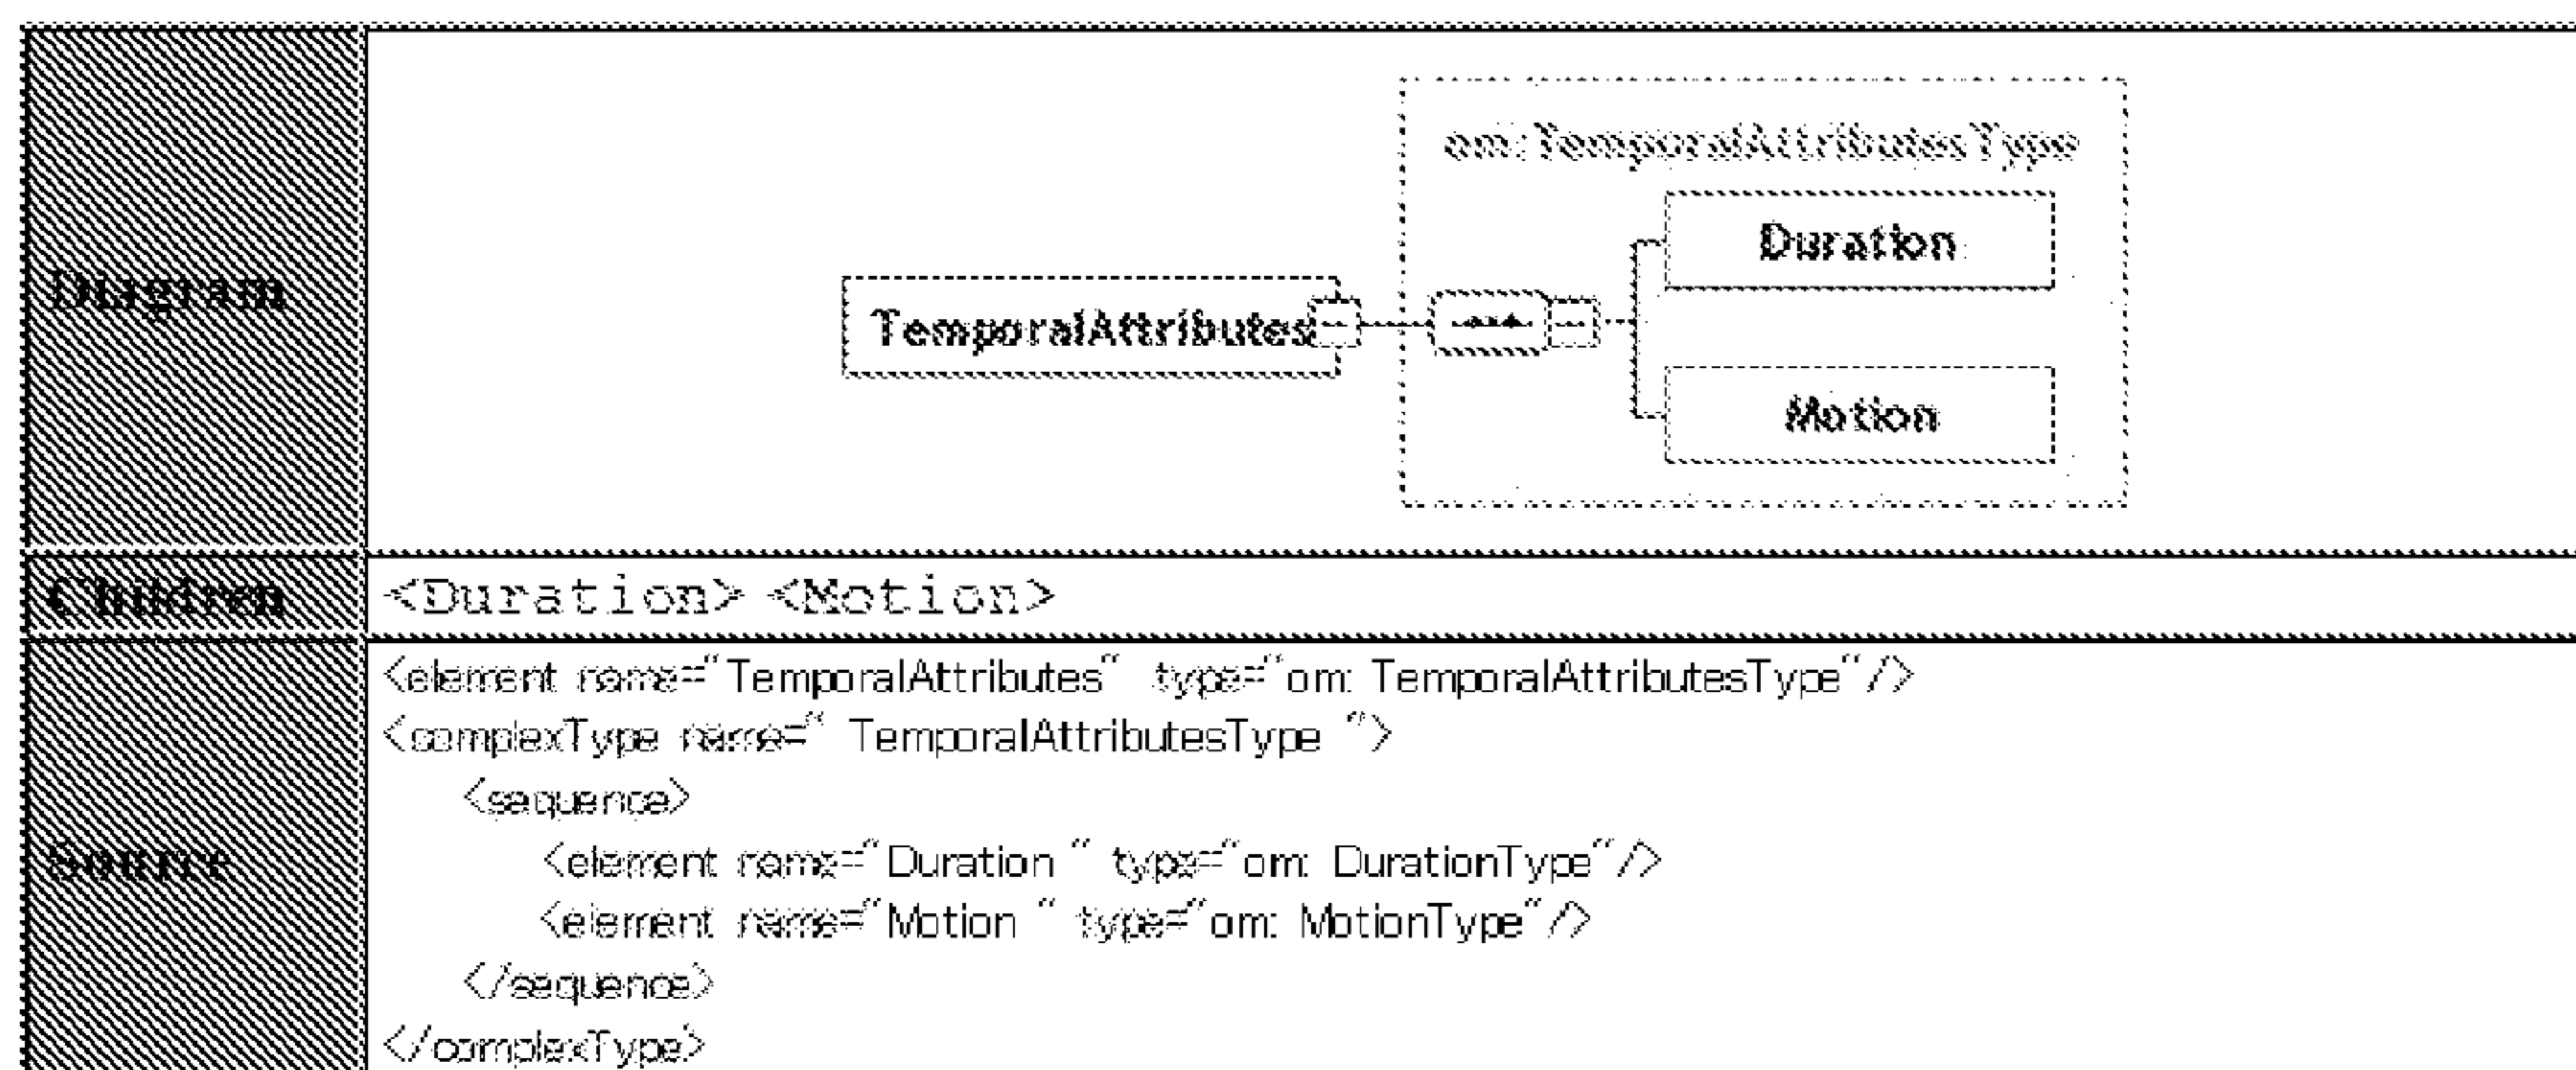 Diagram
om:TemporalAttributesType
Duration
TemporalAttributes
Motion
Children
<Duration> <Motion>
Source
<element name="TemporalAttributes" type="om: TemporalAttributesType"/>
<complexType name=" TemporalAttributesType ">
<sequence>
<element name="Duration " type="om: DurationType"/>
<element name="Motion " type="om: MotionType"/>
</sequence>
</complexType>